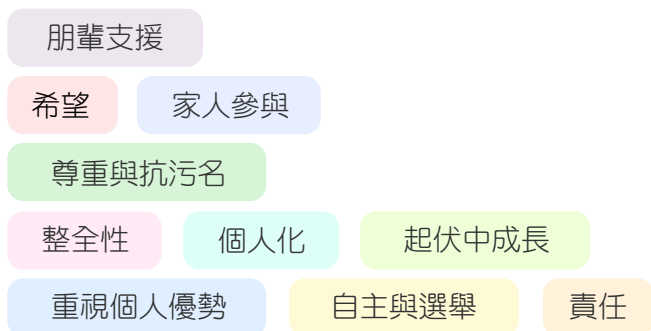 朋輩支援
希望 家人參與
尊重與抗污名
整全性 個人化 起伏中成長
重視個人優勢 自主與選舉 責任